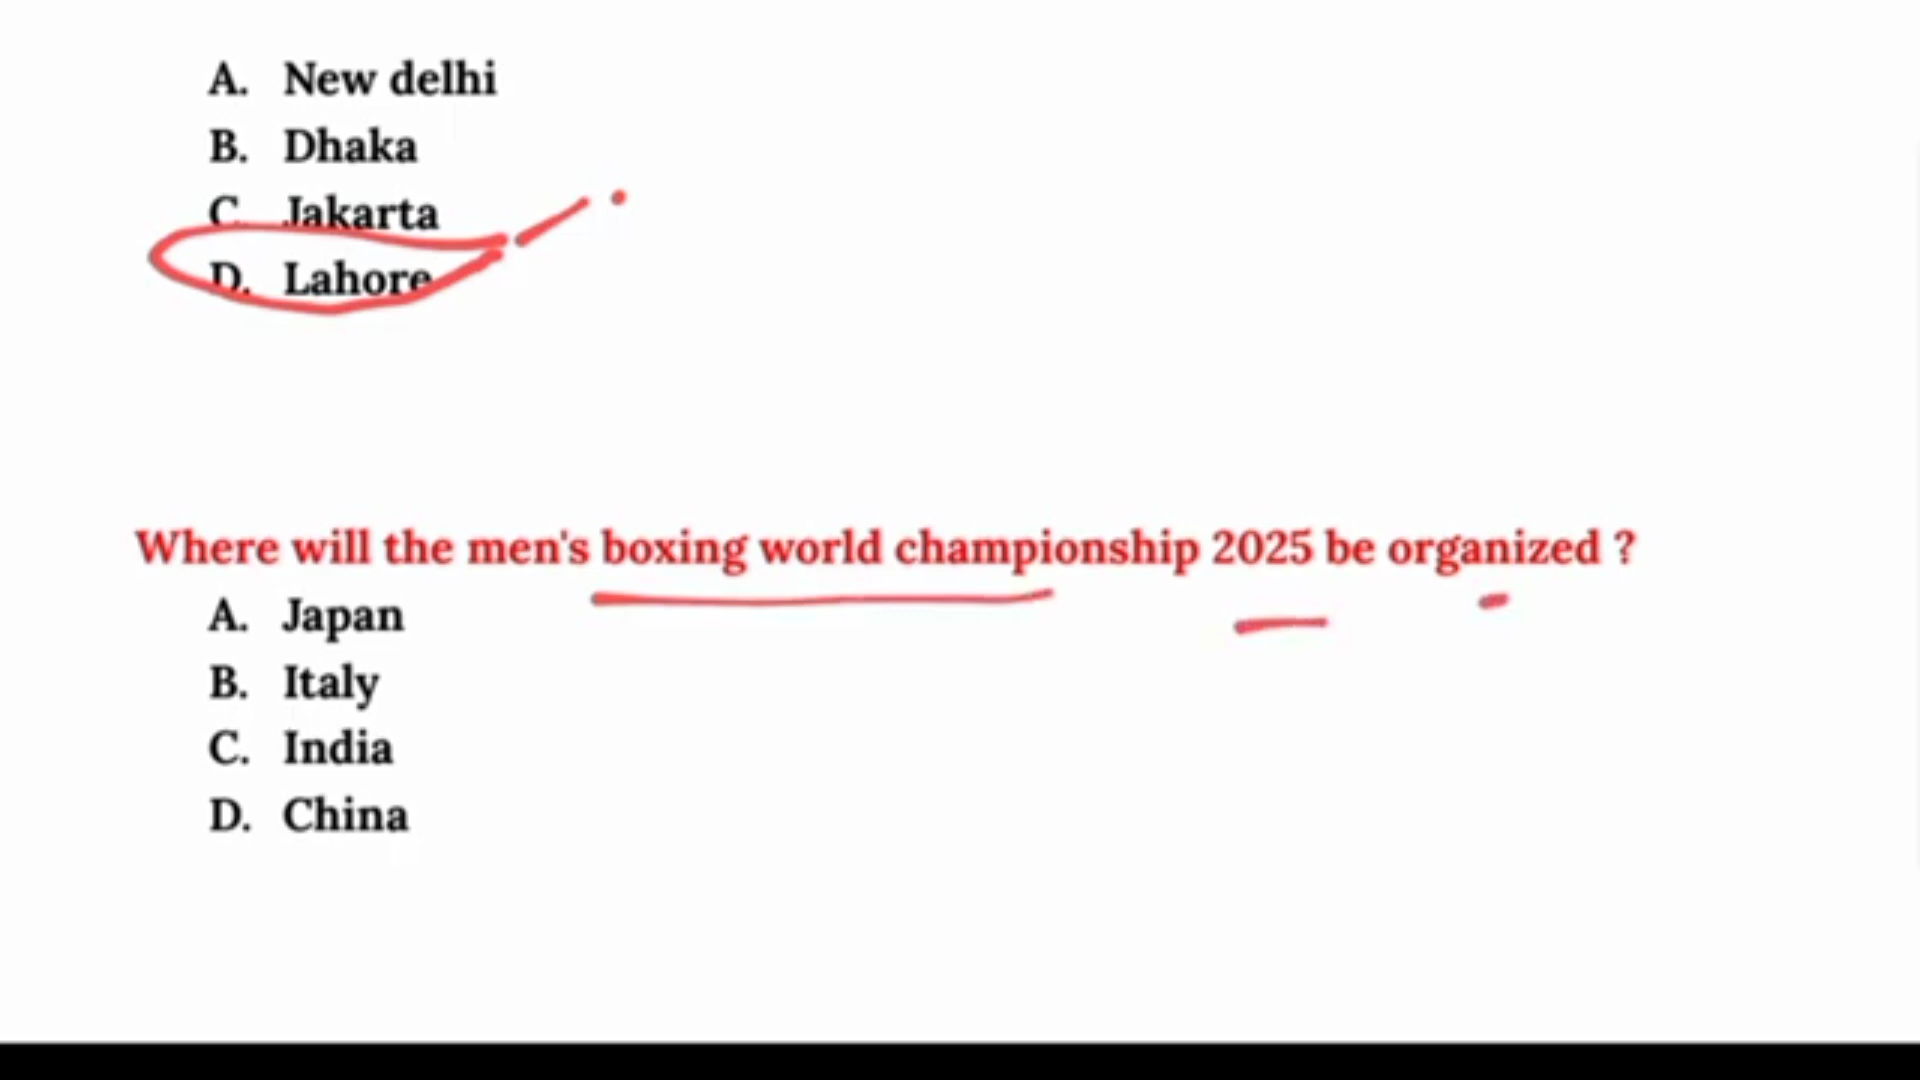 A. New delhi
B. Dhaka
C. Jakarta
D. Lahore
Where will the men's boxing world championship 2025 be organized ?
A. Japan
B. Italy
C. India
D. China